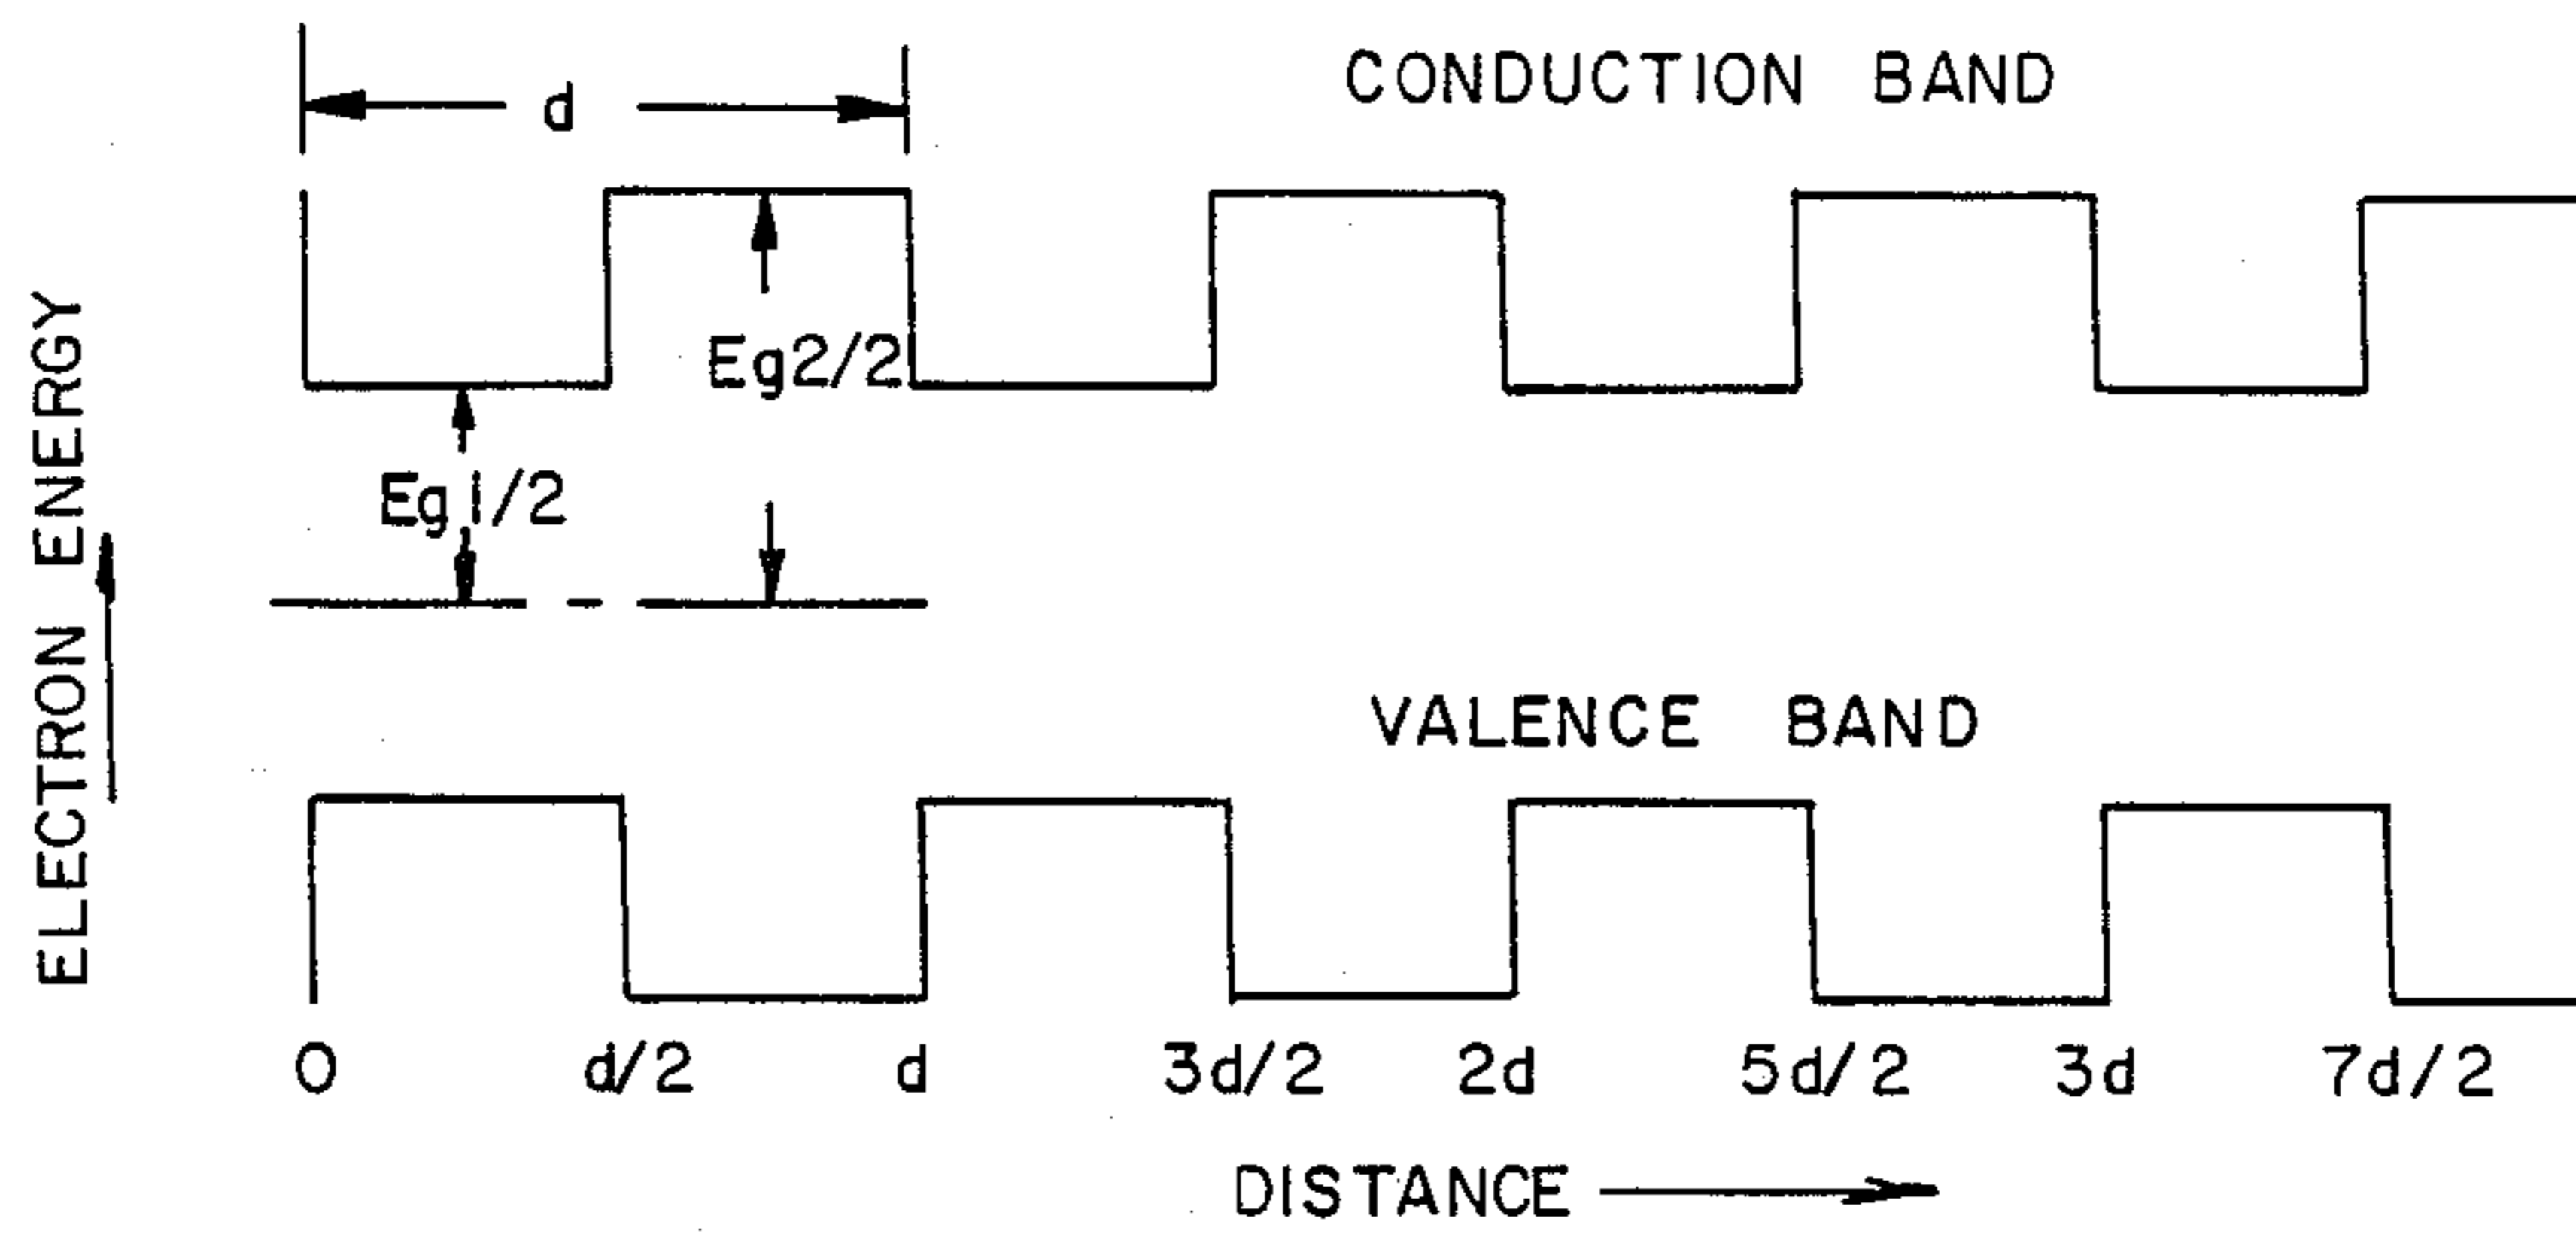 d
CONDUCTION BAND
Eg2/2
Eg1/2
ELECTRON ENERGY
VALENCE BAND
0 d/2 d 3d/2 2d 5d/2 3d 7d/2
DISTANCE